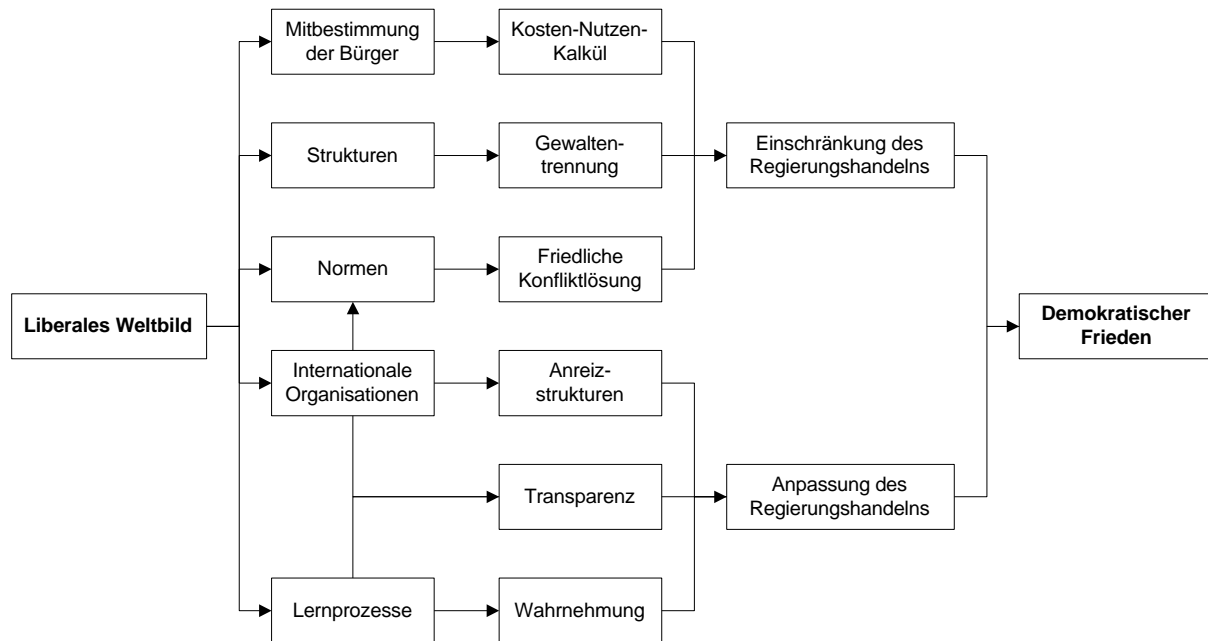 Mitbestimmung
der Bürger
Kosten-Nutzen-
Kalkül
Strukturen
Gewalten-
trennung
Einschränkung des
Regierungshandelns
Normen
Friedliche
Konfliktlösung
Liberales Weltbild
Demokratischer
Frieden
Internationale
Organisationen
Anreiz-
strukturen
Transparenz
Anpassung des
Regierungshandelns
Lernprozesse
Wahrnehmung